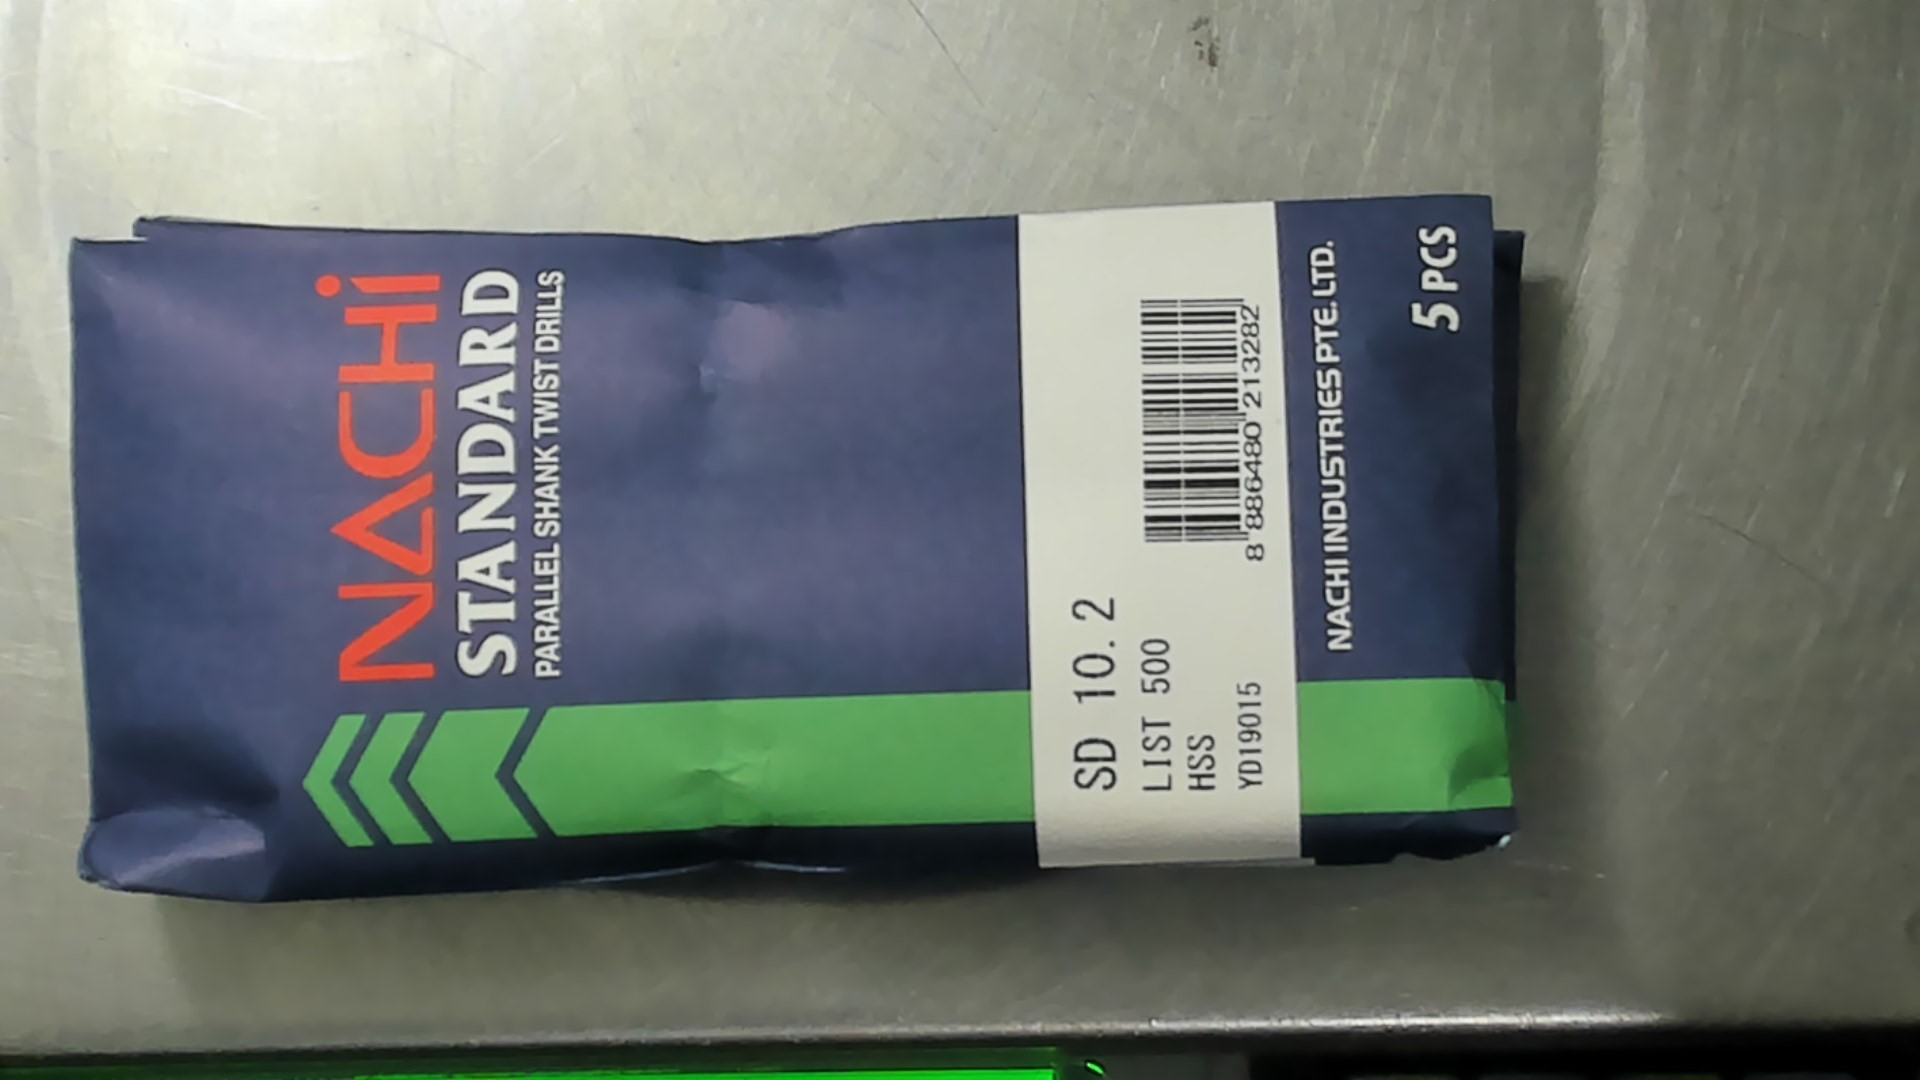 NACHi
STANDARD
PARALLEL SHANK TWIST DRILLS
SD 10.2
LIST 500
HSS
YD19015
8 886480 213282
NACHI INDUSTRIES PTE. LTD.
5 PCS